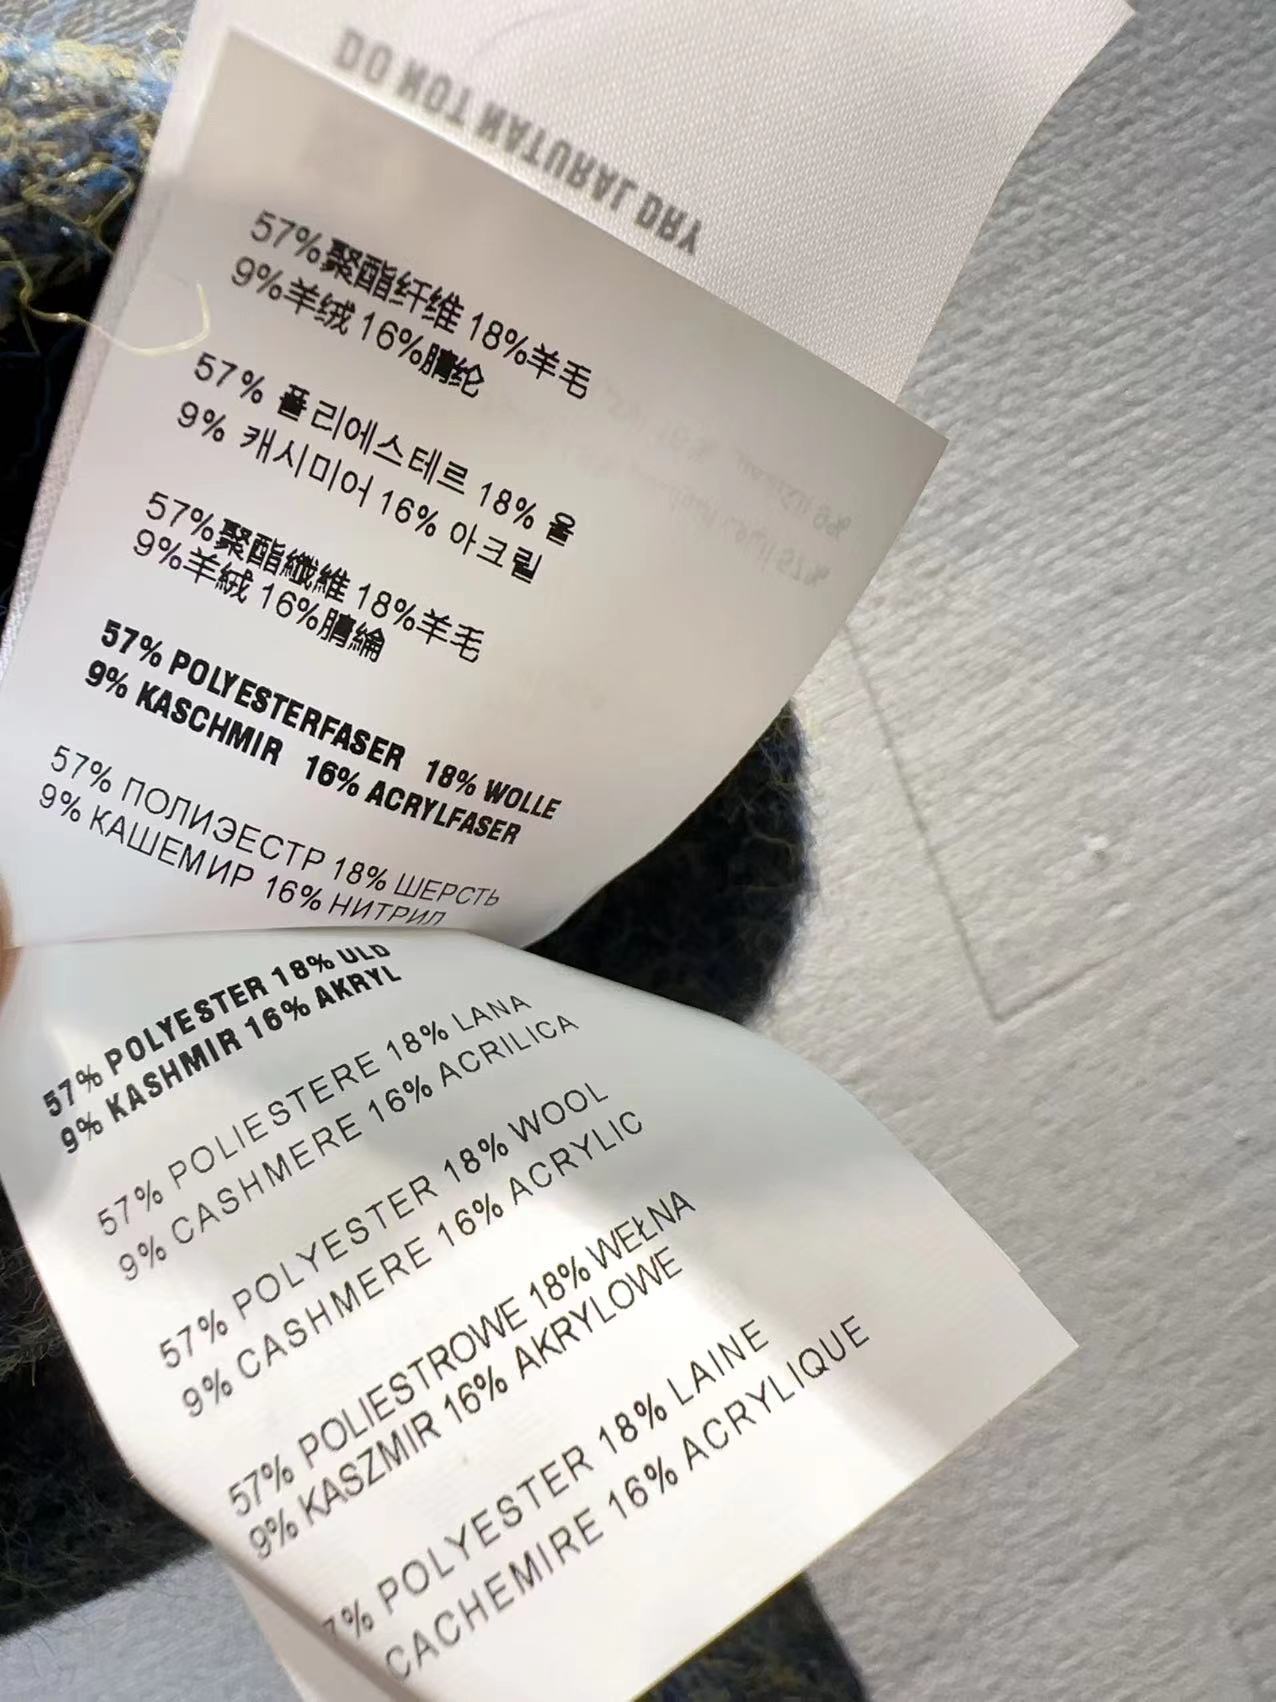 DO NOT NATURAL DRY
57%聚酯纤维 18%羊毛
9%羊绒 16%腈纶
57% 폴리에스테르 18% 울
9% 캐시미어 16% 아크릴
57%聚酯纖維 18%羊毛
9%羊絨 16%腈綸
57% POLYESTERFASER 18% WOLLE
9% KASCHMIR 16% ACRYLFASER
57% ПОЛИЭЕСТР 18% ШЕРСТЬ
9% КАШЕМИР 16% НИТРИЛ
57% POLYESTER 18% ULD
9% KASHMIR 16% AKRYL
57% POLIESTERE 18% LANA
9% CASHMERE 16% ACRILICA
57% POLYESTER 18% WOOL
9% CASHMERE 16% ACRYLIC
57% POLIESTROWE 18% WEŁNA
9% KASZMIR 16% AKRYLOWE
7% POLYESTER 18% LAINE
CACHEMIRE 16% ACRYLIQUE